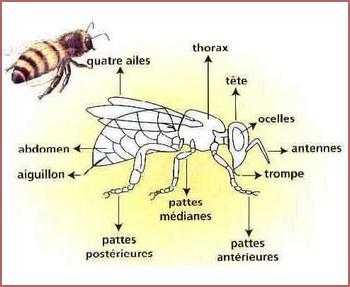 thorax
quatre ailes
tête
ocelles
abdomen
antennes
aiguillon
trompe
pattes
médianes
pattes
postérieures
pattes
antérieures